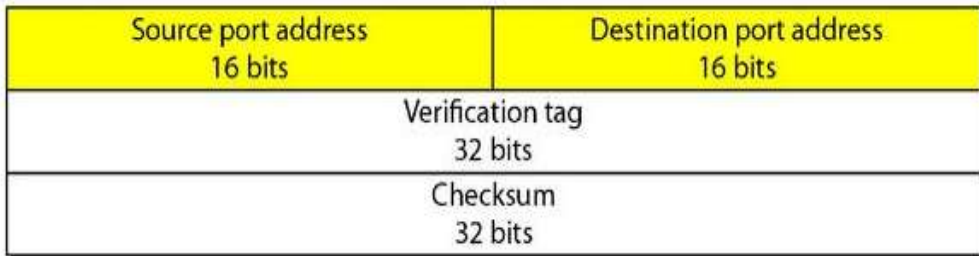 Source port address
16 bits
Destination port address
16 bits
Verification tag
32 bits
Checksum
32 bits